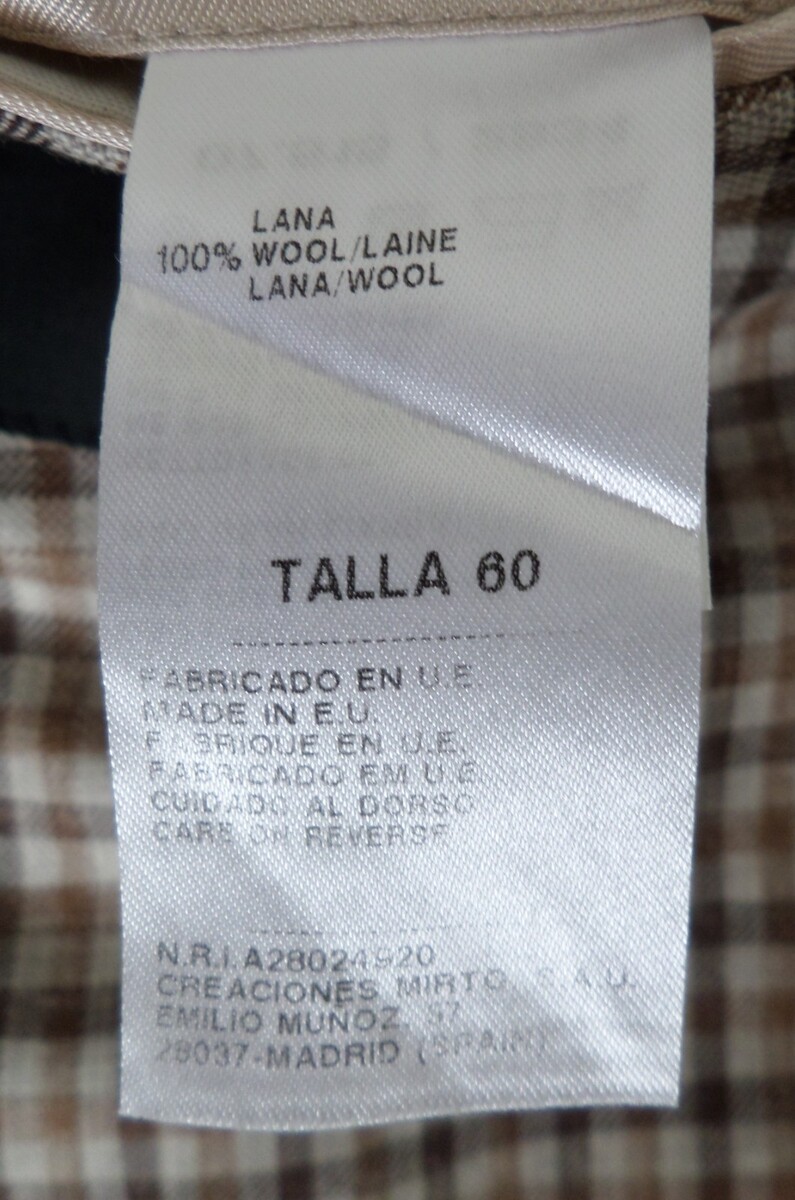 LANA
100% WOOL/LAINE
LANA/WOOL
TALLA 60
FABRICADO EN U.E.
MADE IN E.U.
FABRIQUE EN U.E.
FABRICADO EM U.E.
CUIDADO AL DORSO
CARE ON REVERSE
N.R.I. A28024920
CREACIONES MIRTO, S.A.U.
EMILIO MUÑOZ, 57
28037-MADRID (SPAIN)